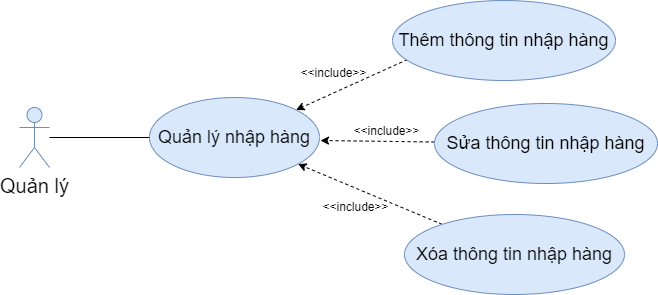 Thêm thông tin nhập hàng
<<include>>
Quản lý nhập hàng
<<include>>
Sửa thông tin nhập hàng
Quản lý
<<include>>
Xóa thông tin nhập hàng